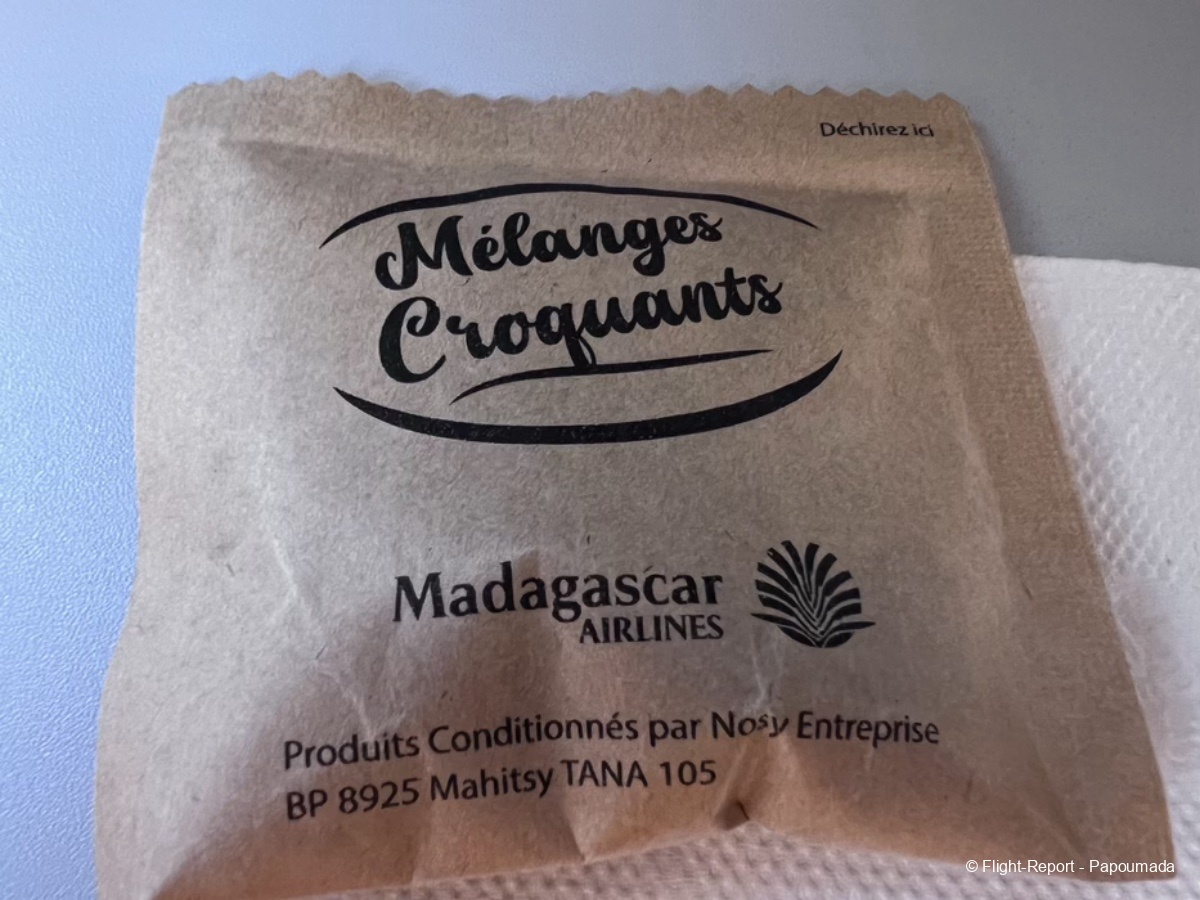 Déchirez ici
Mélanges
Croquants
Madagascar
AIRLINES
Produits Conditionnés par Nosy Entreprise
BP 8925 Mahitsy TANA 105
© Flight-Report - Papoumada